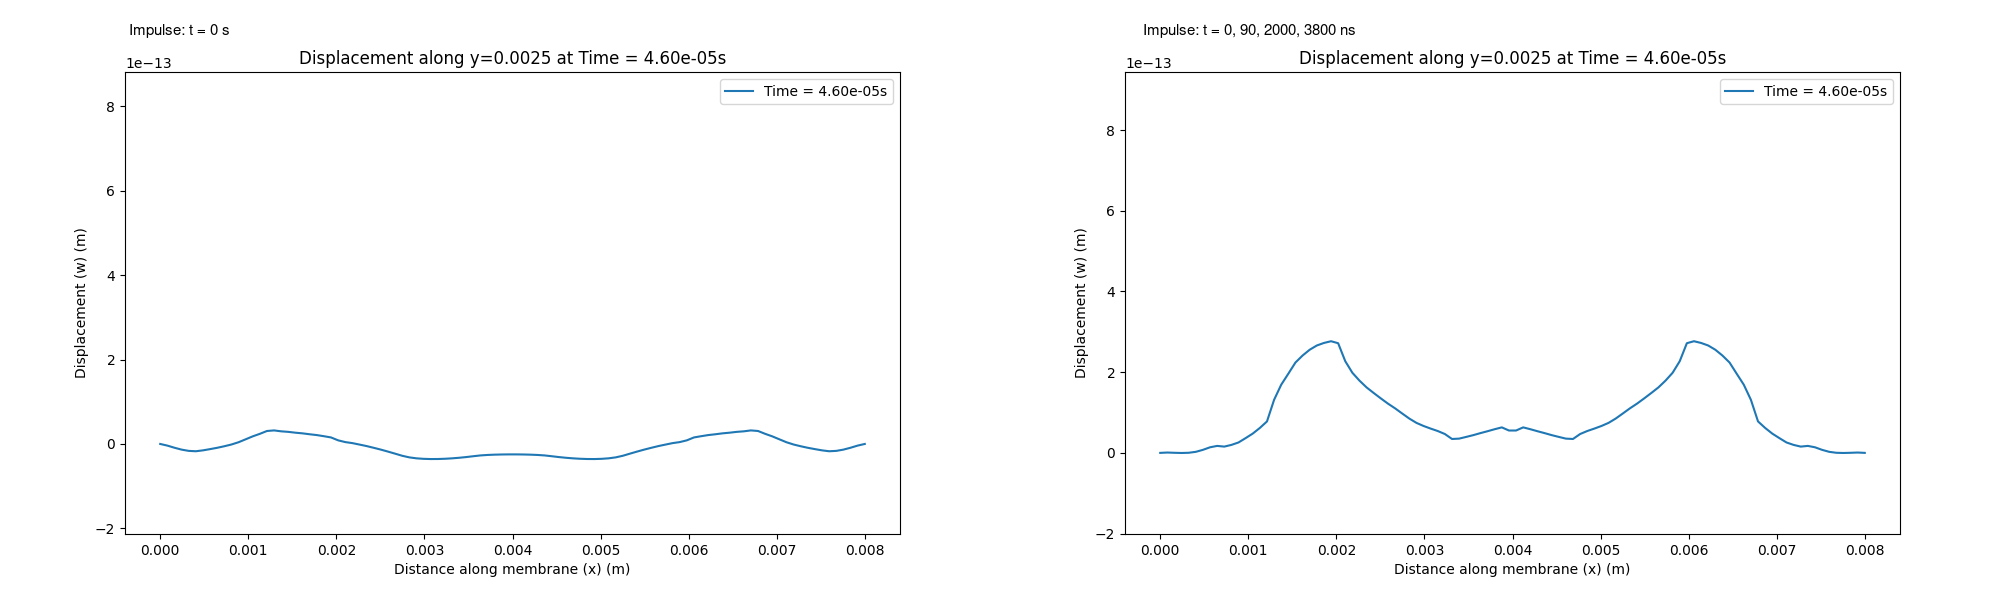 Impulse: t = 0 s
Displacement along y=0.0025 at Time = 4.60e-05s
1e−13
Time = 4.60e-05s
8
6
4
2
0
−2
Displacement (w) (m)
0.000 0.001 0.002 0.003 0.004 0.005 0.006 0.007 0.008
Distance along membrane (x) (m)
Impulse: t = 0, 90, 2000, 3800 ns
Displacement along y=0.0025 at Time = 4.60e-05s
1e−13
Time = 4.60e-05s
8
6
4
2
0
−2
Displacement (w) (m)
0.000 0.001 0.002 0.003 0.004 0.005 0.006 0.007 0.008
Distance along membrane (x) (m)